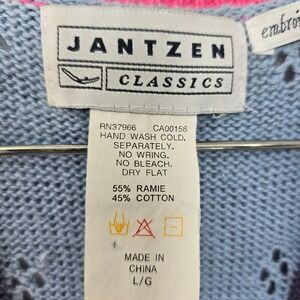 JANTZEN
CLASSICS
RN37966 CA00158
HAND WASH COLD.
SEPARATELY.
NO WRING.
NO BLEACH.
DRY FLAT
55% RAMIE
45% COTTON
MADE IN
CHINA
L/G